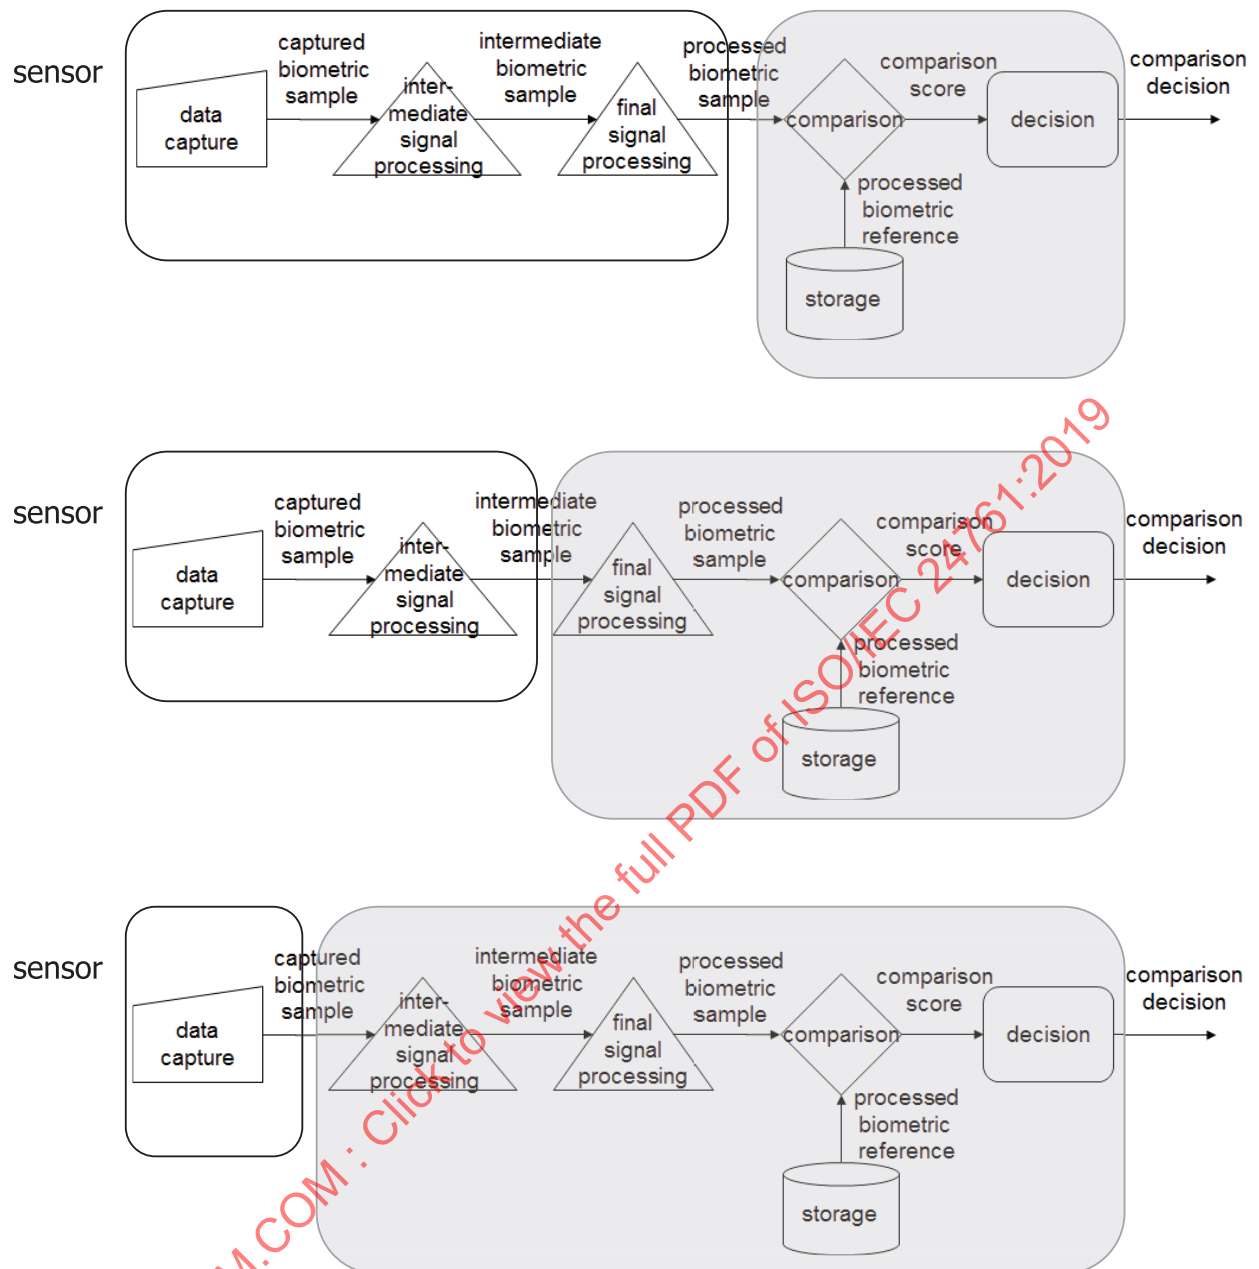 sensor
data
capture
captured
biometric
sample
inter-
mediate
signal
processing
intermediate
biometric
sample
final
signal
processing
processed
biometric
sample
comparison
comparison
score
decision
comparison
decision
processed
biometric
reference
storage
sensor
data
capture
captured
biometric
sample
inter-
mediate
signal
processing
intermediate
biometric
sample
final
signal
processing
processed
biometric
sample
comparison
comparison
score
decision
comparison
decision
processed
biometric
reference
storage
sensor
data
capture
captured
biometric
sample
inter-
mediate
signal
processing
intermediate
biometric
sample
final
signal
processing
processed
biometric
sample
comparison
comparison
score
decision
comparison
decision
processed
biometric
reference
storage
M.COM : Click to view the full PDF of ISO/IEC 24761:2019